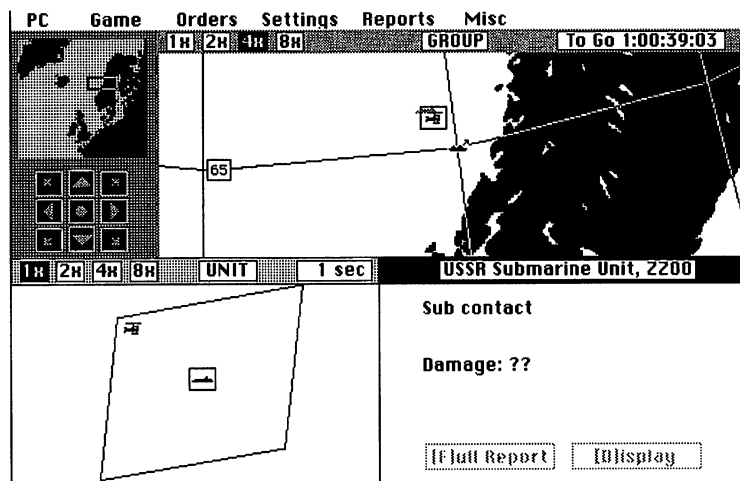 PC Game Orders Settings Reports Misc
1x 2x 4x 8x GROUP To Go 1:00:39:03
65
1x 2x 4x 8x UNIT 1 sec USSR Submarine Unit, ZZ00
Sub contact
Damage: ??
[F]ull Report [D]isplay